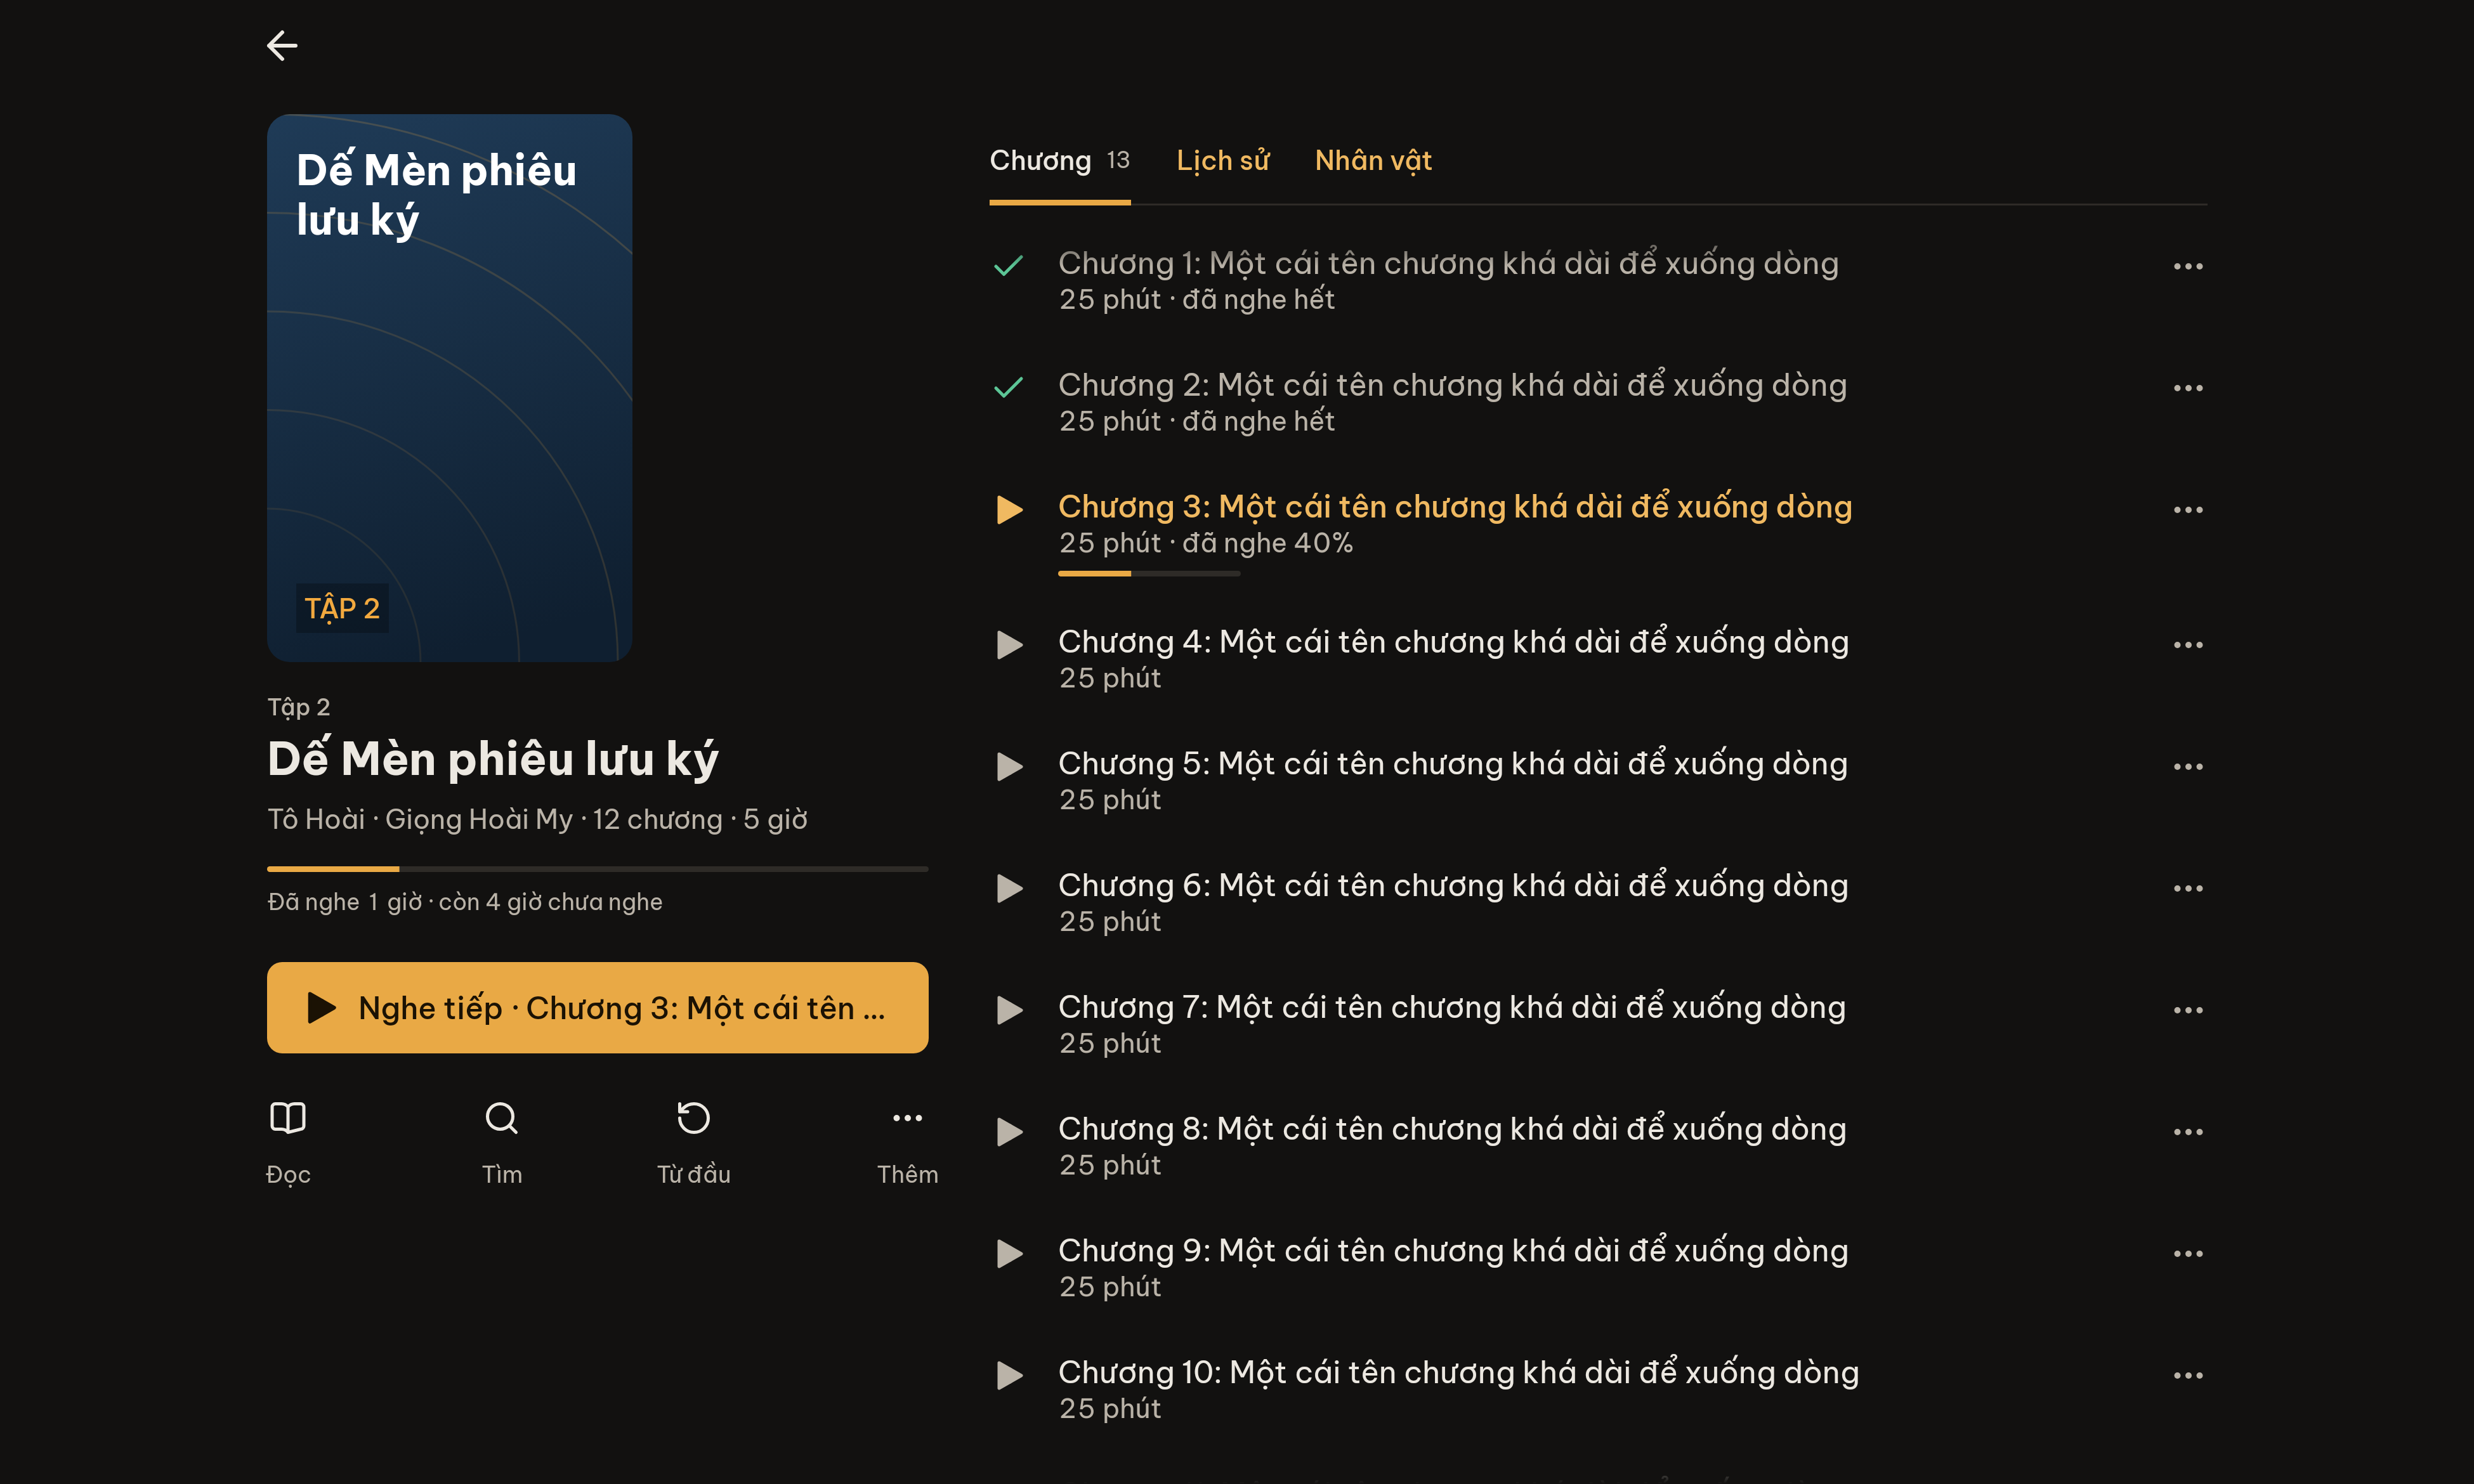 Dế Mèn phiêu
lưu ký
TẬP 2
Tập 2
Dế Mèn phiêu lưu ký
Tô Hoài · Giọng Hoài My · 12 chương · 5 giờ
Đã nghe 1 giờ · còn 4 giờ chưa nghe
Nghe tiếp · Chương 3: Một cái tên ...
Đọc Tìm Từ đầu Thêm
Chương 13 Lịch sử Nhân vật
Chương 1: Một cái tên chương khá dài để xuống dòng
25 phút · đã nghe hết
Chương 2: Một cái tên chương khá dài để xuống dòng
25 phút · đã nghe hết
Chương 3: Một cái tên chương khá dài để xuống dòng
25 phút · đã nghe 40%
Chương 4: Một cái tên chương khá dài để xuống dòng
25 phút
Chương 5: Một cái tên chương khá dài để xuống dòng
25 phút
Chương 6: Một cái tên chương khá dài để xuống dòng
25 phút
Chương 7: Một cái tên chương khá dài để xuống dòng
25 phút
Chương 8: Một cái tên chương khá dài để xuống dòng
25 phút
Chương 9: Một cái tên chương khá dài để xuống dòng
25 phút
Chương 10: Một cái tên chương khá dài để xuống dòng
25 phút